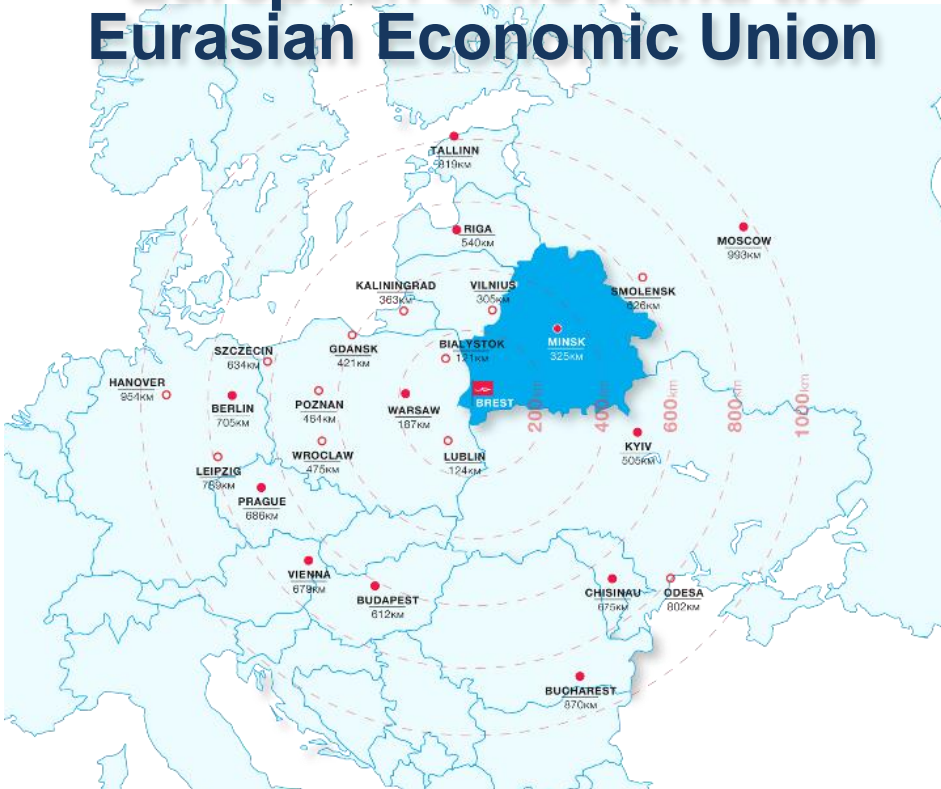 Eurasian Economic Union
TALLINN
819км
RIGA
540км
MOSCOW
993км
KALININGRAD
363км
VILNIUS
305км
SMOLENSK
626км
MINSK
325км
BIALYSTOK
121км
GDANSK
421км
SZCZECIN
634км
HANOVER
954км
BERLIN
705км
POZNAN
464км
WARSAW
187км
BREST
200km
400km
600km
800km
1000km
KYIV
505км
LUBLIN
124км
WROCLAW
475км
LEIPZIG
789км
PRAGUE
686км
VIENNA
679км
BUDAPEST
612км
CHISINAU
675км
ODESA
802км
BUCHAREST
870км